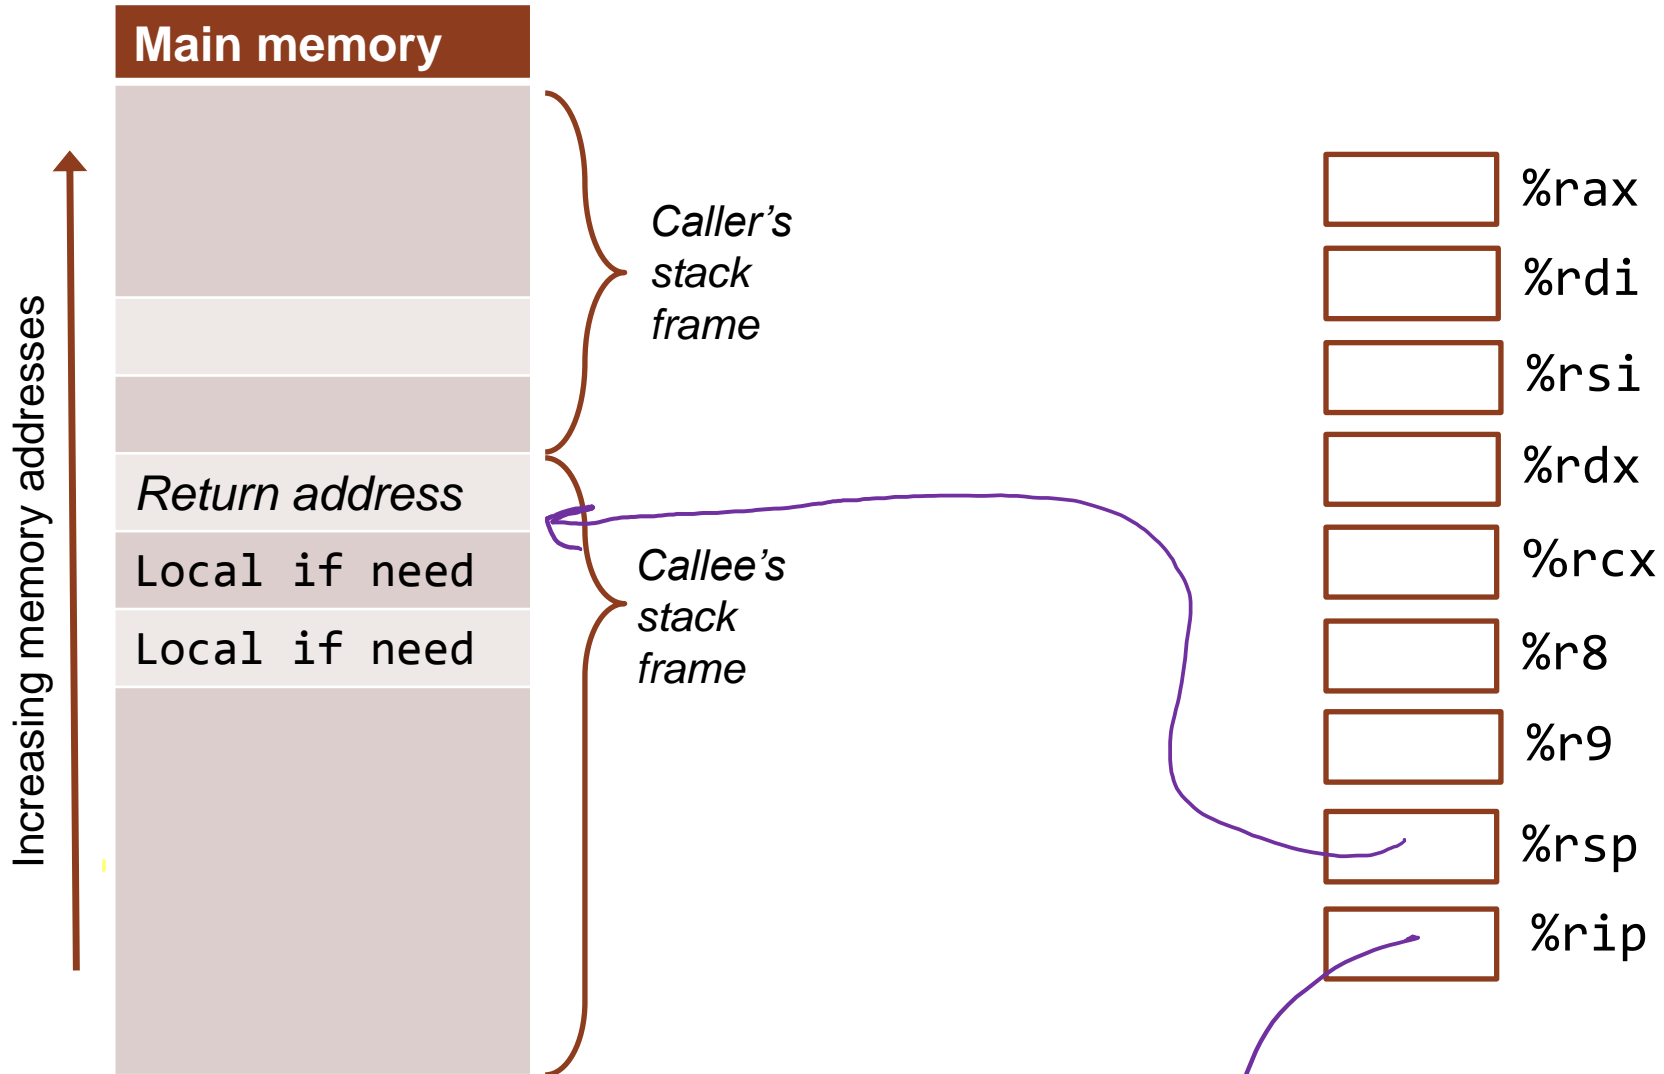 Main memory
Increasing memory addresses
Caller’s
stack
frame
Return address
Local if need
Local if need
Callee’s
stack
frame
%rax
%rdi
%rsi
%rdx
%rcx
%r8
%r9
%rsp
%rip